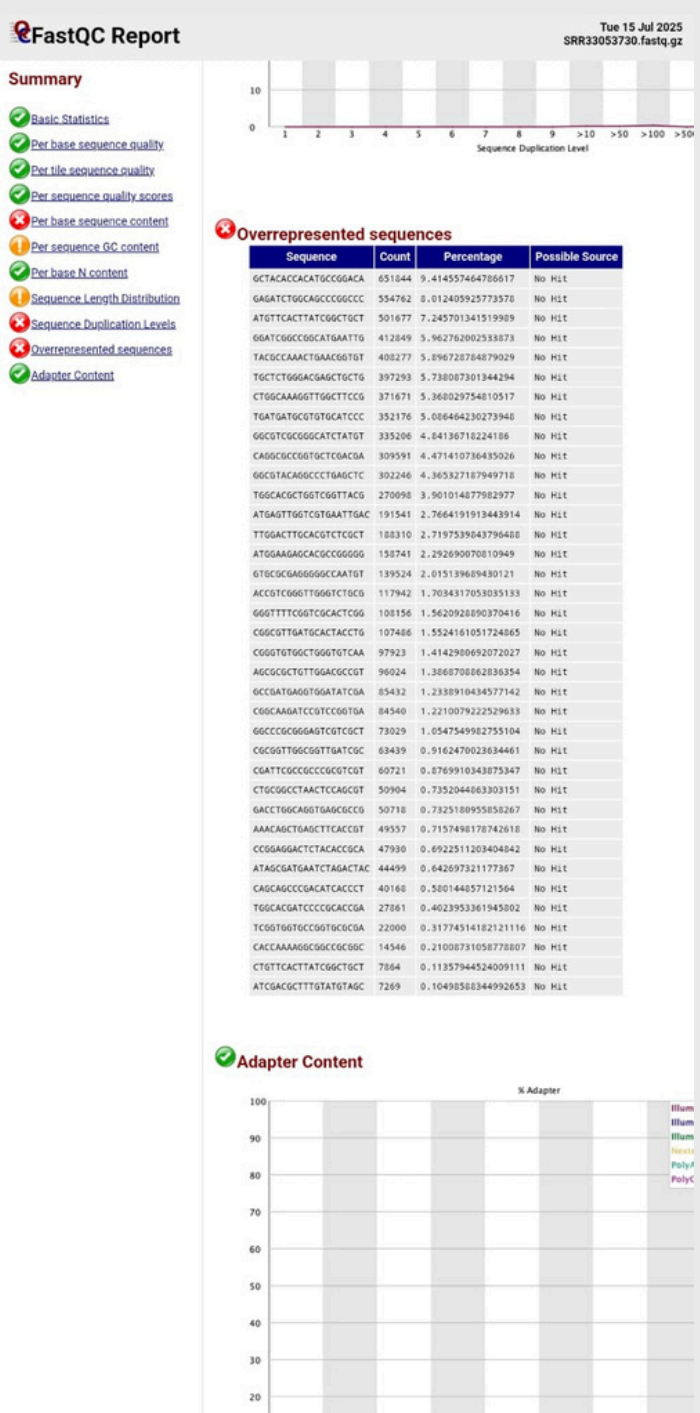 FastQC Report
Tue 15 Jul 2025
SRR33053730.fastq.gz
Summary
Basic Statistics
Per base sequence quality
Per tile sequence quality
Per sequence quality scores
Per base sequence content
Per sequence GC content
Per base N content
Sequence Length Distribution
Sequence Duplication Levels
Overrepresented sequences
Adapter Content
10
0
1 2 3 4 5 6 7 8 9 >10 >50 >100 >50
Sequence Duplication Level
Overrepresented sequences
Sequence Count Percentage Possible Source
GCTACACCACATGCCGGACA 651844 9.414557464786617 No Hit
GAGATCTGGCAGCCCGGCCC 554762 8.012405925773578 No Hit
ATGTTCACTTATCGGCTGCT 501677 7.245701341519989 No Hit
GGATCGGCCGGCATGAATTG 412849 5.962762002533873 No Hit
TACGCCAAACTGAACGGTGT 408277 5.896728784879029 No Hit
TGCTCTGGGACGAGCTGCTG 397293 5.738087301344294 No Hit
CTGGCAAAGGTTGGCTTCCG 371671 5.368029754810517 No Hit
TGATGATGCGTGTGCATCCC 352176 5.086464230273948 No Hit
GGCGTCGCGGGCATCTATGT 335206 4.84136718224186 No Hit
CAGGCGCCGGTGCTCGACGA 309591 4.471410736435026 No Hit
GGCGTACAGGCCCTGAGCTC 302246 4.365327187949718 No Hit
TGGCACGCTGGTCGGTTACG 270098 3.901014877982977 No Hit
ATGAGTTGGTCGTGAATTGAC 191541 2.7664191913443914 No Hit
TTGGACTTGCACGTCTCGCT 188310 2.7197539843796488 No Hit
ATGGAAGAGCACGCCGGGGG 158741 2.292690070810949 No Hit
GTGCGCGAGGGGGCCAATGT 139524 2.015139689430121 No Hit
ACCGTCGGGTTGGGTCTGCG 117942 1.7034317053035133 No Hit
GGGTTTTCGGTCGCACTCGG 108156 1.5620928890370416 No Hit
CGGCGTTGATGCACTACCTG 107486 1.5524161051724865 No Hit
CGGGTGTGGCTGGGTGTCAA 97923 1.4142980692072027 No Hit
AGCGCGCTGTTGGACGCCGT 96024 1.3868708862836354 No Hit
GCCGATGAGGTGGATATCGA 85432 1.2338910434577142 No Hit
CGGCAAGATCCGTCCGGTGA 84540 1.2210079222529633 No Hit
GGCCCGCGGGAGTCGTCGCT 73029 1.0547549982755104 No Hit
CGCGGTTGGCGGTTGATCGC 63439 0.9162470023634461 No Hit
CGATTCGCCGCCCGCGTCGT 60721 0.8769910343875347 No Hit
CTGCGGCCTAACTCCAGCGT 50904 0.7352044863303151 No Hit
GACCTGGCAGGTGAGCGCCG 50718 0.7325180955858267 No Hit
AAACAGCTGAGCTTCACCGT 49557 0.7157498178742618 No Hit
CCGGAGGACTCTACACCGCA 47930 0.6922511203404842 No Hit
ATAGCGATGAATCTAGACTAC 44499 0.642697321177367 No Hit
CAGCAGCCCGACATCACCCT 40168 0.580144857121564 No Hit
TGGCACGATCCCCGCACCGA 27861 0.4023953361945802 No Hit
TCGGTGGTGCCGGTGCGCGA 22000 0.31774514182121116 No Hit
CACCAAAAGGCGGCCGCGGC 14546 0.21008731058778807 No Hit
CTGTTCACTTATCGGCTGCT 7864 0.11357944524009111 No Hit
ATCGACGCTTTGTATGTAGC 7269 0.10498588344992653 No Hit
Adapter Content
% Adapter
100
90
80
70
60
50
40
30
20
Illum
Illum
Illum
Nexte
PolyA
PolyG